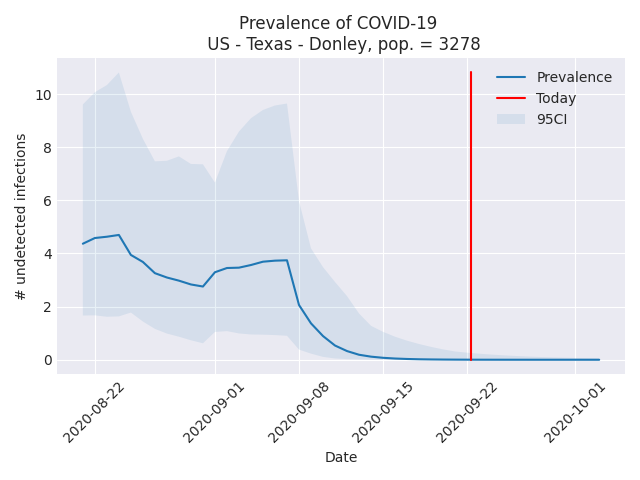 Prevalence of COVID-19
US - Texas - Donley, pop. = 3278
# undetected infections
10
8
6
4
2
0
Prevalence
Today
95CI
2020-08-22
2020-09-01
2020-09-08
2020-09-15
2020-09-22
2020-10-01
Date